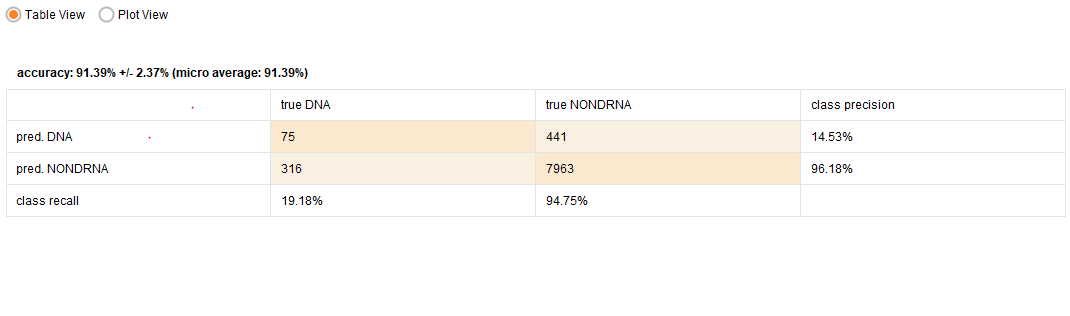 Table View Plot View
accuracy: 91.39% +/- 2.37% (micro average: 91.39%)
true DNA true NONDRNA class precision
pred. DNA 75 441 14.53%
pred. NONDRNA 316 7963 96.18%
class recall 19.18% 94.75%